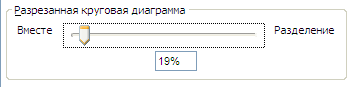 Разрезанная круговая диаграмма
Вместе Разделение
19%